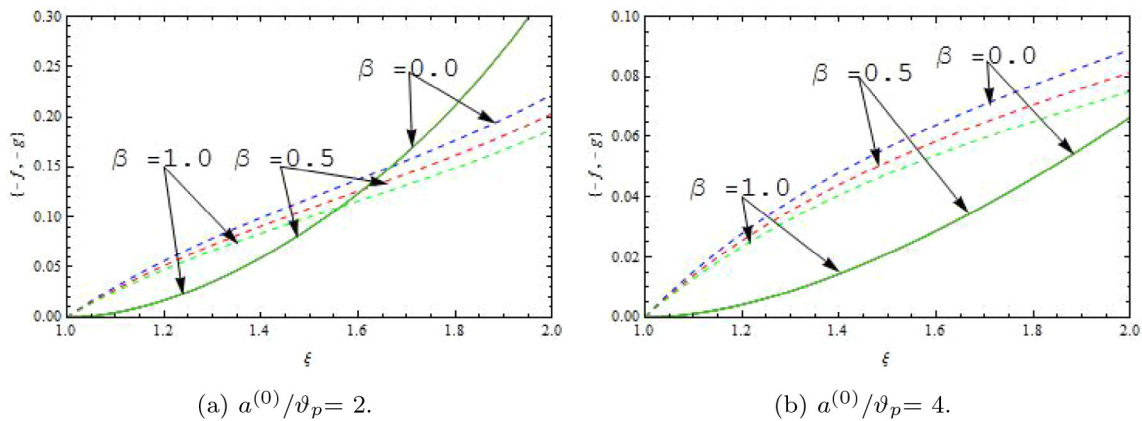 0.30
0.25
0.20
0.15
0.10
0.05
0.00
{-f, -g}
β =0.0
β =1.0
β =0.5
1.0 1.2 1.4 1.6 1.8 2.0
ξ
(a) a^{(0)}/ϑ_p= 2.
0.10
0.08
0.06
0.04
0.02
0.00
{-f, -g}
β =0.0
β =0.5
β =1.0
1.0 1.2 1.4 1.6 1.8 2.0
ξ
(b) a^{(0)}/ϑ_p= 4.